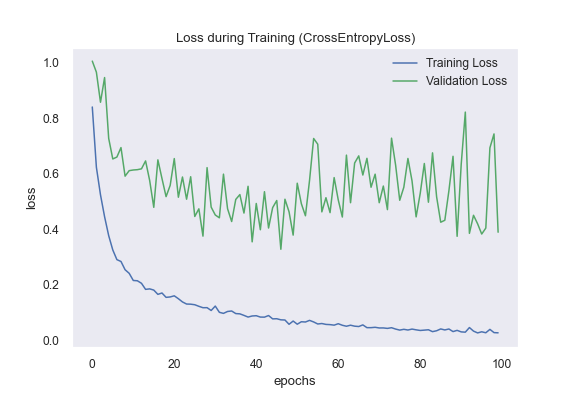 Loss during Training (CrossEntropyLoss)
Training Loss
Validation Loss
1.0
0.8
0.6
0.4
0.2
0.0
loss
0 20 40 60 80 100
epochs